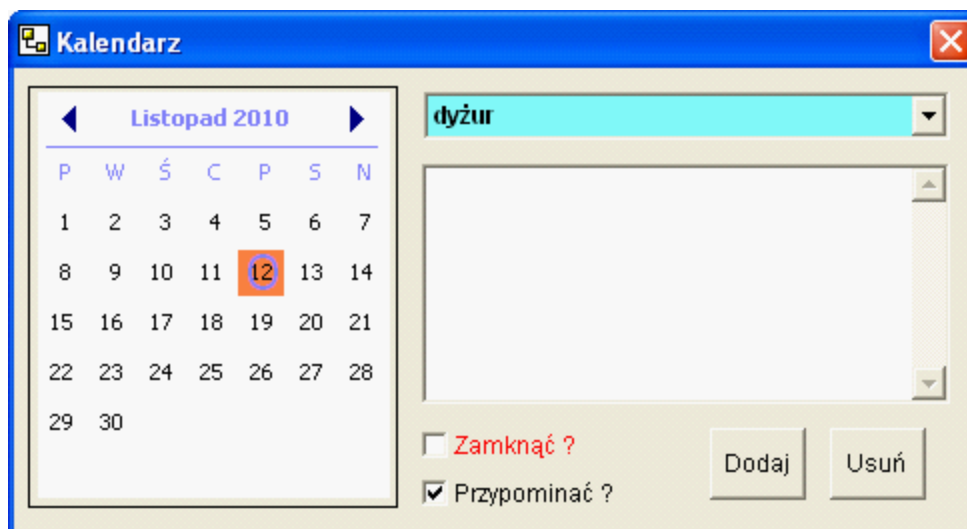 Kalendarz
Listopad 2010
P W Ś C P S N
1 2 3 4 5 6 7
8 9 10 11 12 13 14
15 16 17 18 19 20 21
22 23 24 25 26 27 28
29 30
dyżur
Zamknąć ?
Przypominać ?
Dodaj Usuń